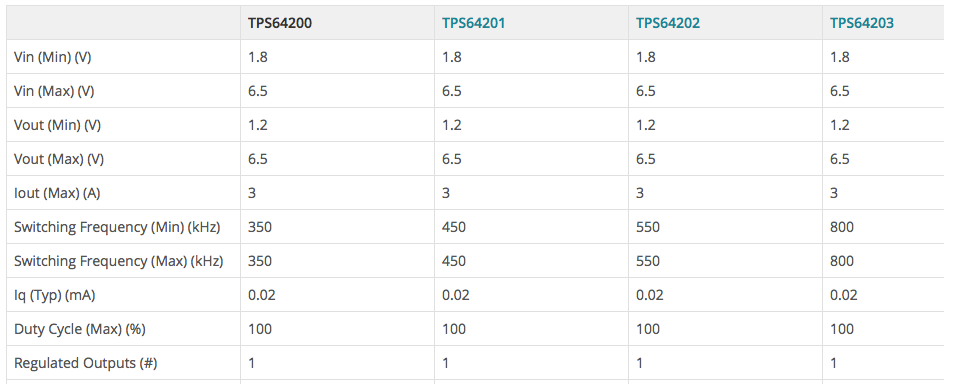 TPS64200 TPS64201 TPS64202 TPS64203
Vin (Min) (V) 1.8 1.8 1.8 1.8
Vin (Max) (V) 6.5 6.5 6.5 6.5
Vout (Min) (V) 1.2 1.2 1.2 1.2
Vout (Max) (V) 6.5 6.5 6.5 6.5
Iout (Max) (A) 3 3 3 3
Switching Frequency (Min) (kHz) 350 450 550 800
Switching Frequency (Max) (kHz) 350 450 550 800
Iq (Typ) (mA) 0.02 0.02 0.02 0.02
Duty Cycle (Max) (%) 100 100 100 100
Regulated Outputs (#) 1 1 1 1